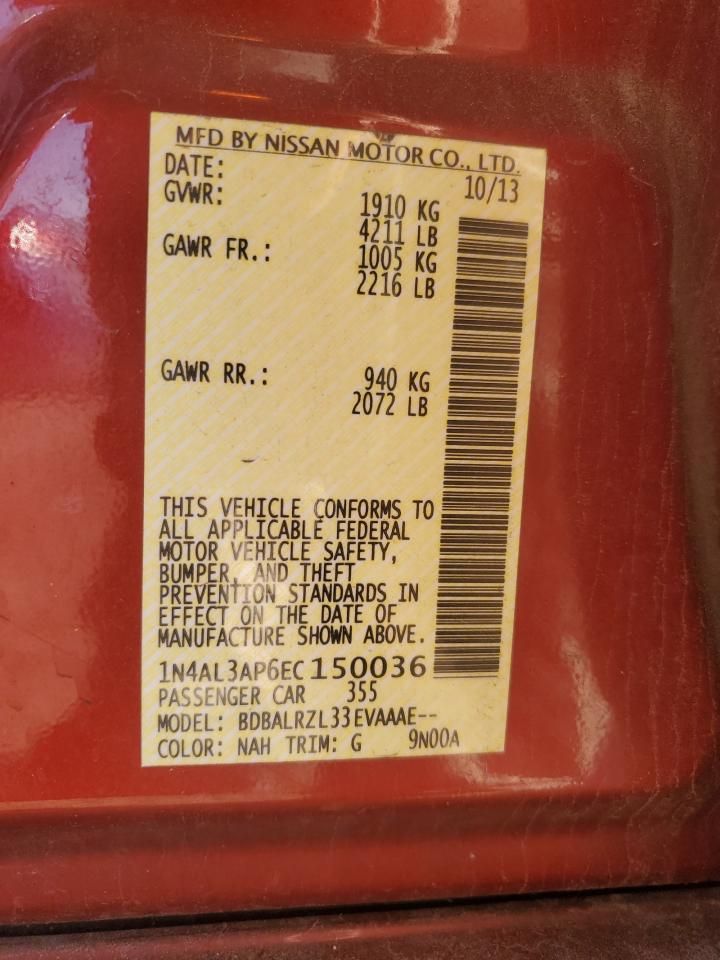 MFD BY NISSAN MOTOR CO., LTD.
DATE: 10/13
GVWR: 1910 KG
4211 LB
GAWR FR.: 1005 KG
2216 LB
GAWR RR.: 940 KG
2072 LB
THIS VEHICLE CONFORMS TO
ALL APPLICABLE FEDERAL
MOTOR VEHICLE SAFETY,
BUMPER, AND THEFT
PREVENTION STANDARDS IN
EFFECT ON THE DATE OF
MANUFACTURE SHOWN ABOVE.
1N4AL3AP6EC150036
PASSENGER CAR 355
MODEL: BDBALRZL33EVAAAE--
COLOR: NAH TRIM: G 9N00A